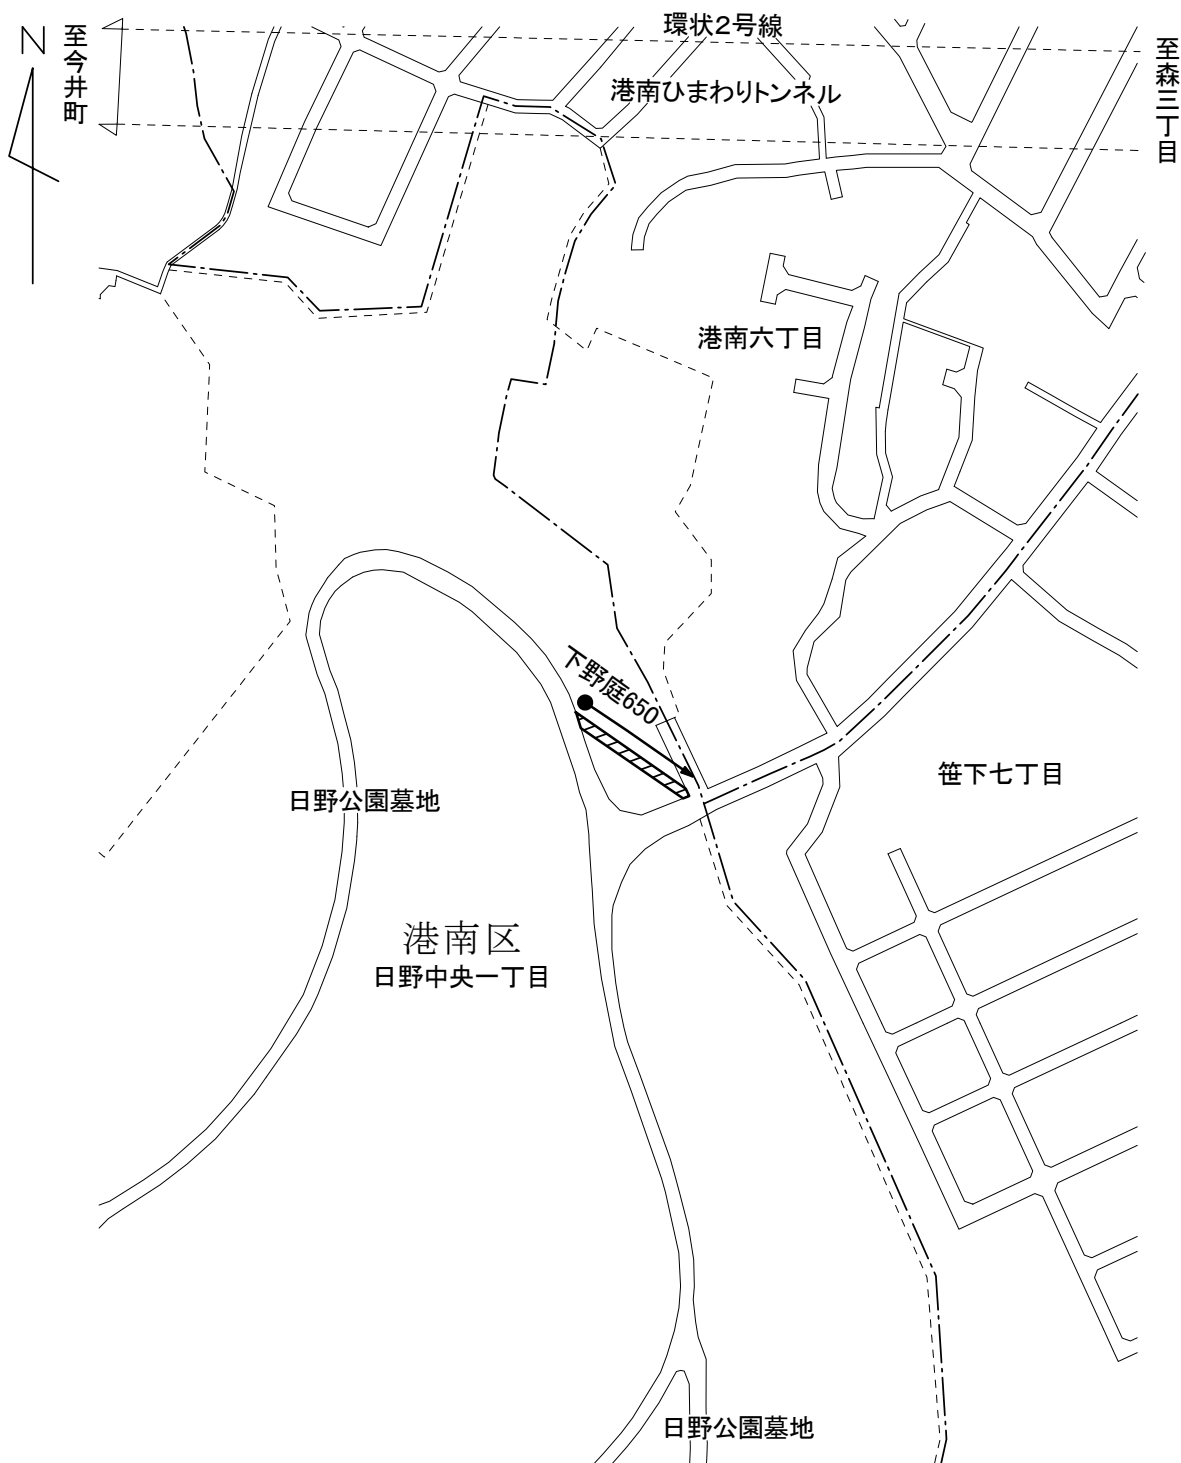 環状2号線
N
至今井町
至森三丁目
港南ひまわりトンネル
港南六丁目
下野庭650
笹下七丁目
日野公園墓地
港南区
日野中央一丁目
日野公園墓地